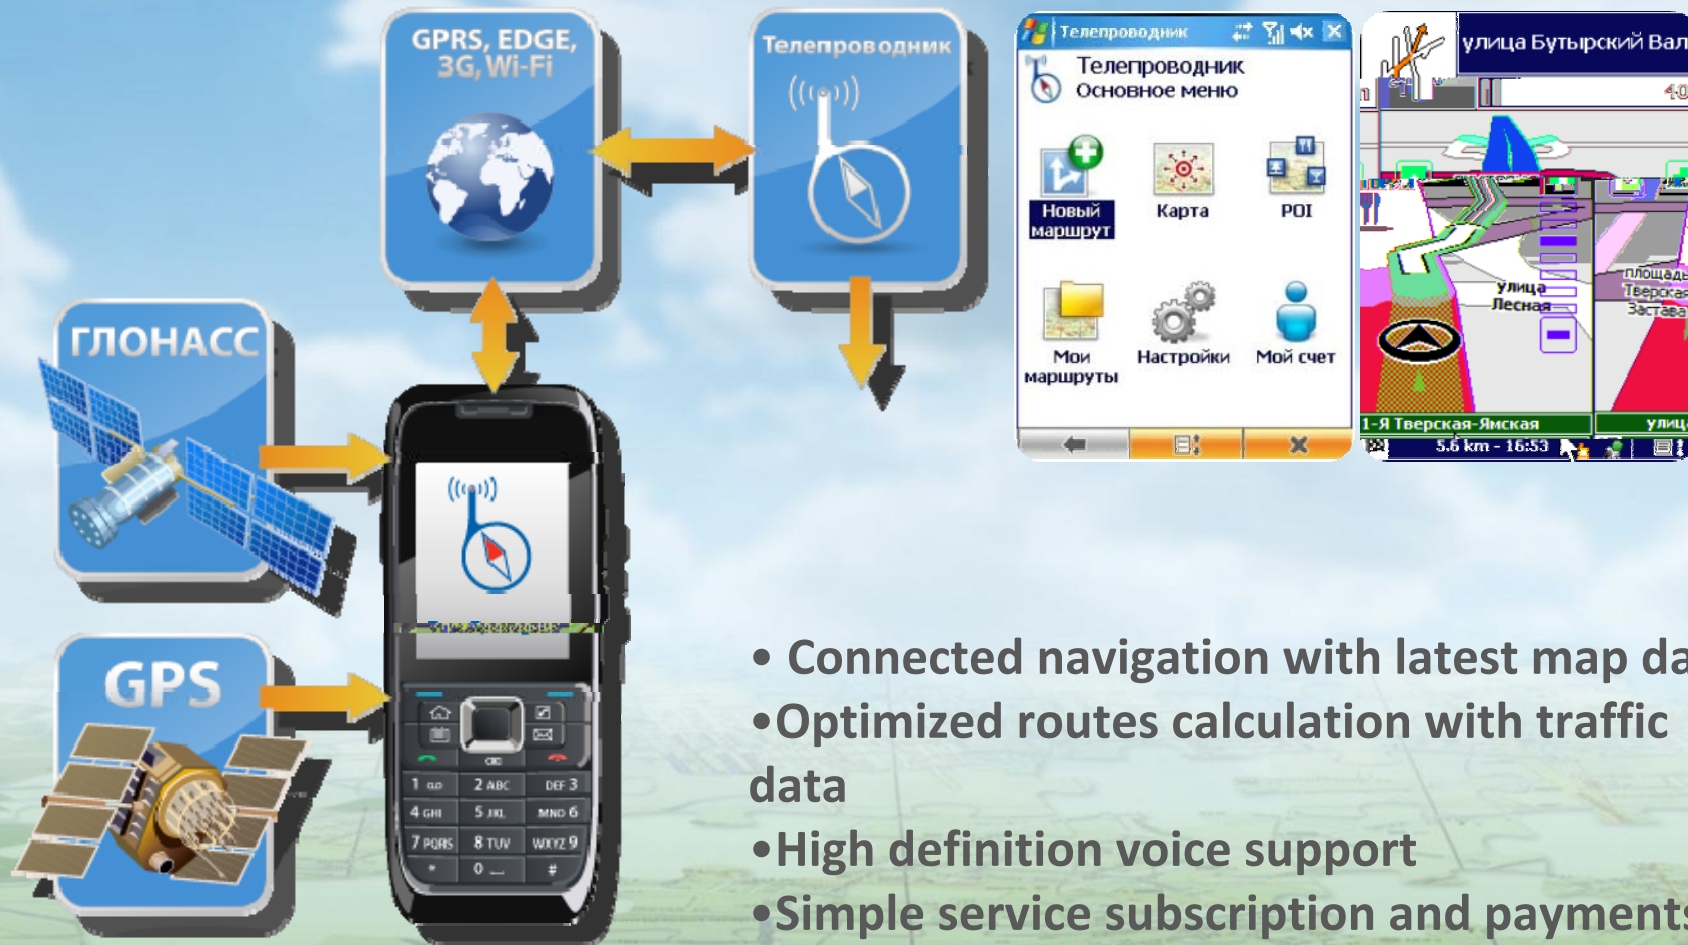 GPRS, EDGE,
3G, Wi-Fi
Телепроводник
ГЛОНАСС
GPS
1
2 ABC
DEF 3
4 GHI
5 JKL
MNO 6
7 PQRS
8 TUV
WXYZ 9
*
0
#
Телепроводник
Телепроводник
Основное меню
Новый
маршрут
Карта
POI
Мои
маршруты
Настройки
Мой счет
улица Бутырский Вал
40
улица
Лесная
площадь
Тверская
Застава
1-Я Тверская-Ямская
улиц
5.6 km - 16:53
• Connected navigation with latest map da
•Optimized routes calculation with traffic
data
•High definition voice support
•Simple service subscription and payments